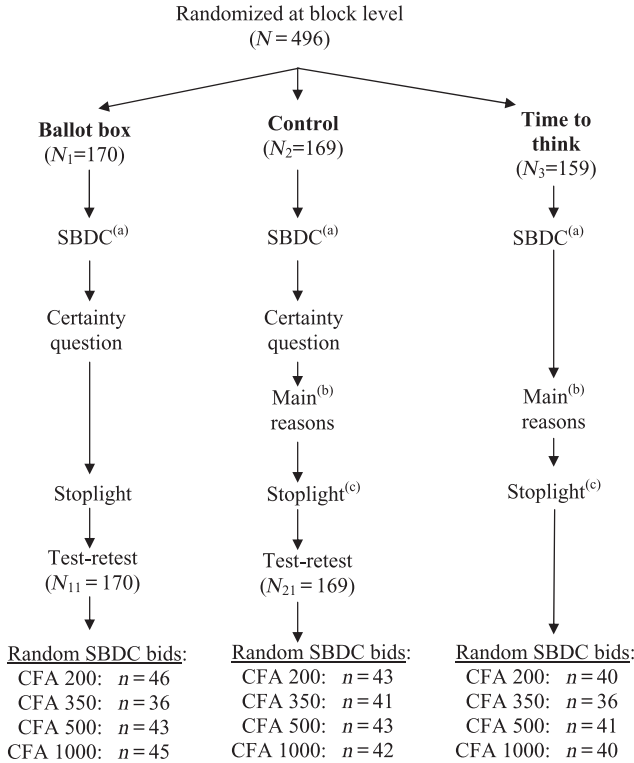 Randomized at block level
(N = 496)
Ballot box
(N1=170)
SBDC(a)
Certainty
question
Stoplight
Test-retest
(N11 = 170)
Random SBDC bids:
CFA 200: n = 46
CFA 350: n = 36
CFA 500: n = 43
CFA 1000: n = 45
Control
(N2=169)
SBDC(a)
Certainty
question
Main(b)
reasons
Stoplight(c)
Test-retest
(N21 = 169)
Random SBDC bids:
CFA 200: n = 43
CFA 350: n = 41
CFA 500: n = 43
CFA 1000: n = 42
Time to
think
(N3=159)
SBDC(a)
Main(b)
reasons
Stoplight(c)
Random SBDC bids:
CFA 200: n = 40
CFA 350: n = 36
CFA 500: n = 41
CFA 1000: n = 40